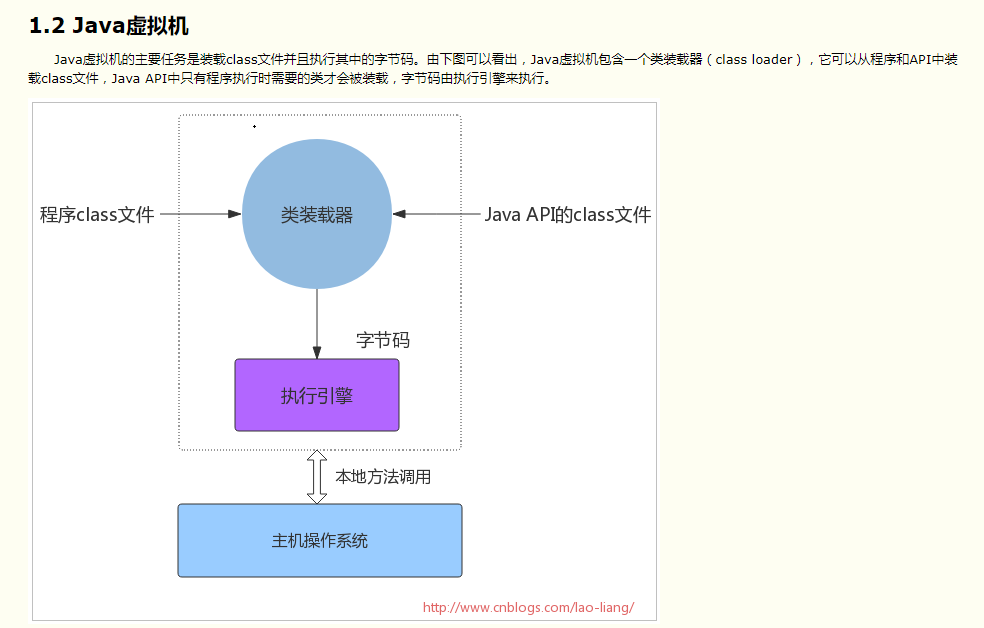 1.2 Java虚拟机
Java虚拟机的主要任务是装载class文件并且执行其中的字节码。由下图可以看出，Java虚拟机包含一个类装载器（class loader），它可以从程序和API中装
载class文件，Java API中只有程序执行时需要的类才会被装载，字节码由执行引擎来执行。
程序class文件
类装载器
Java API的class文件
字节码
执行引擎
本地方法调用
主机操作系统
http://www.cnblogs.com/lao-liang/